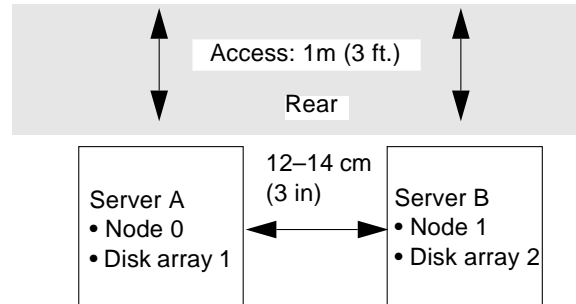 Access: 1m (3 ft.)
Rear
12–14 cm
(3 in)
Server A
• Node 0
• Disk array 1
Server B
• Node 1
• Disk array 2